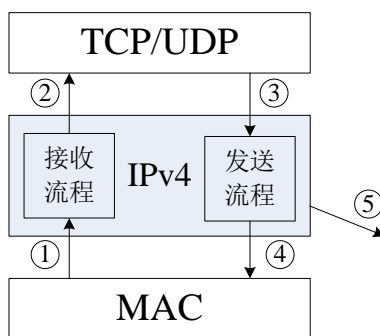 TCP/UDP
②
③
接收
流程
IPv4
发送
流程
⑤
①
④
MAC